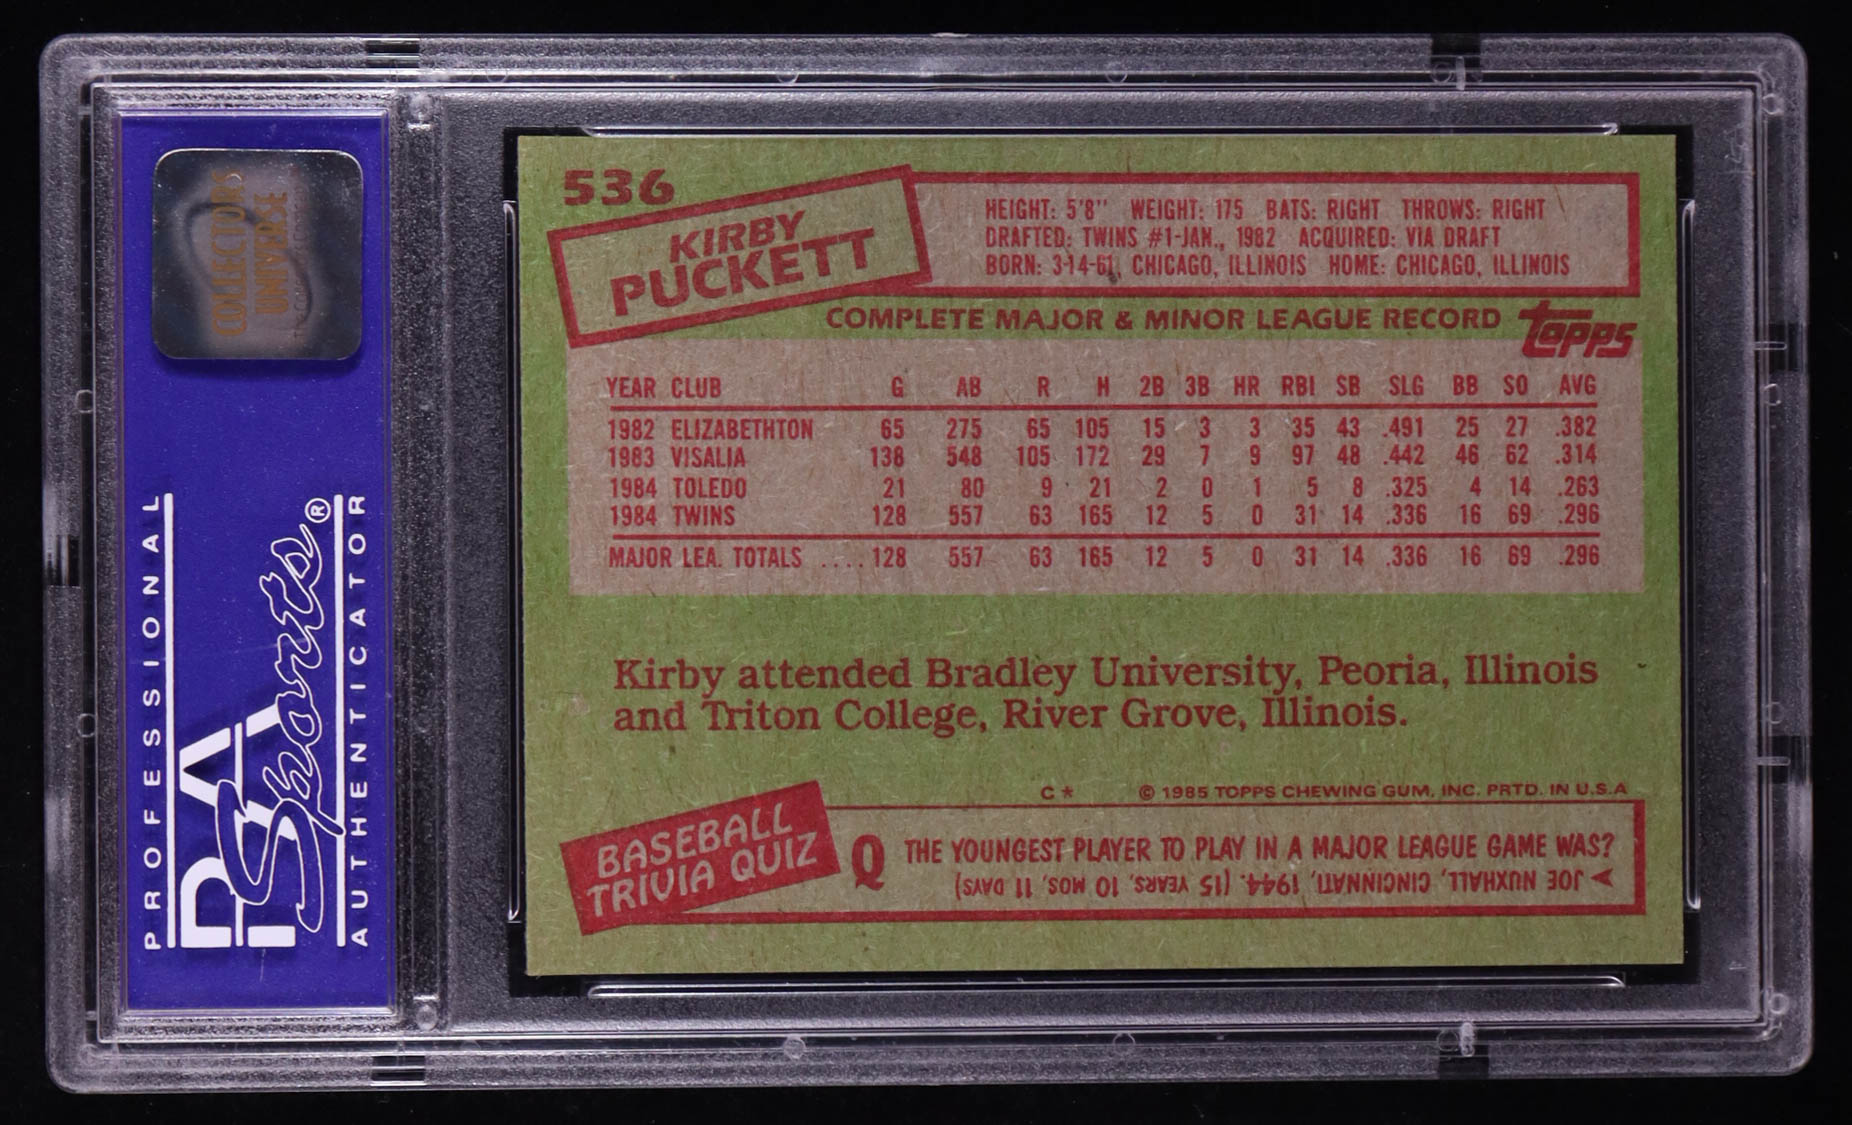 COLLECTORS
UNIVERSE
PROFESSIONAL
PSA
Sports®
AUTHENTICATOR
536
KIRBY
PUCKETT
HEIGHT: 5'8" WEIGHT: 175 BATS: RIGHT THROWS: RIGHT
DRAFTED: TWINS #1-JAN., 1982 ACQUIRED: VIA DRAFT
BORN: 3-14-61, CHICAGO, ILLINOIS HOME: CHICAGO, ILLINOIS
COMPLETE MAJOR & MINOR LEAGUE RECORD
topps
YEAR CLUB G AB R H 2B 3B HR RBI SB SLG BB SO AVG
1982 ELIZABETHTON 65 275 65 105 15 3 3 35 43 .491 25 27 .382
1983 VISALIA 138 548 105 172 29 7 9 97 48 .442 46 62 .314
1984 TOLEDO 21 80 9 21 2 0 1 5 8 .325 4 14 .263
1984 TWINS 128 557 63 165 12 5 0 31 14 .336 16 69 .296
MAJOR LEA. TOTALS ....128 557 63 165 12 5 0 31 14 .336 16 69 .296
Kirby attended Bradley University, Peoria, Illinois
and Triton College, River Grove, Illinois.
C* © 1985 TOPPS CHEWING GUM, INC. PRTD. IN U.S.A
BASEBALL
TRIVIA QUIZ
Q THE YOUNGEST PLAYER TO PLAY IN A MAJOR LEAGUE GAME WAS?
JOE NUXHALL, CINCINNATI, 1944. (15 YEARS, 10 MOS., 11 DAYS)